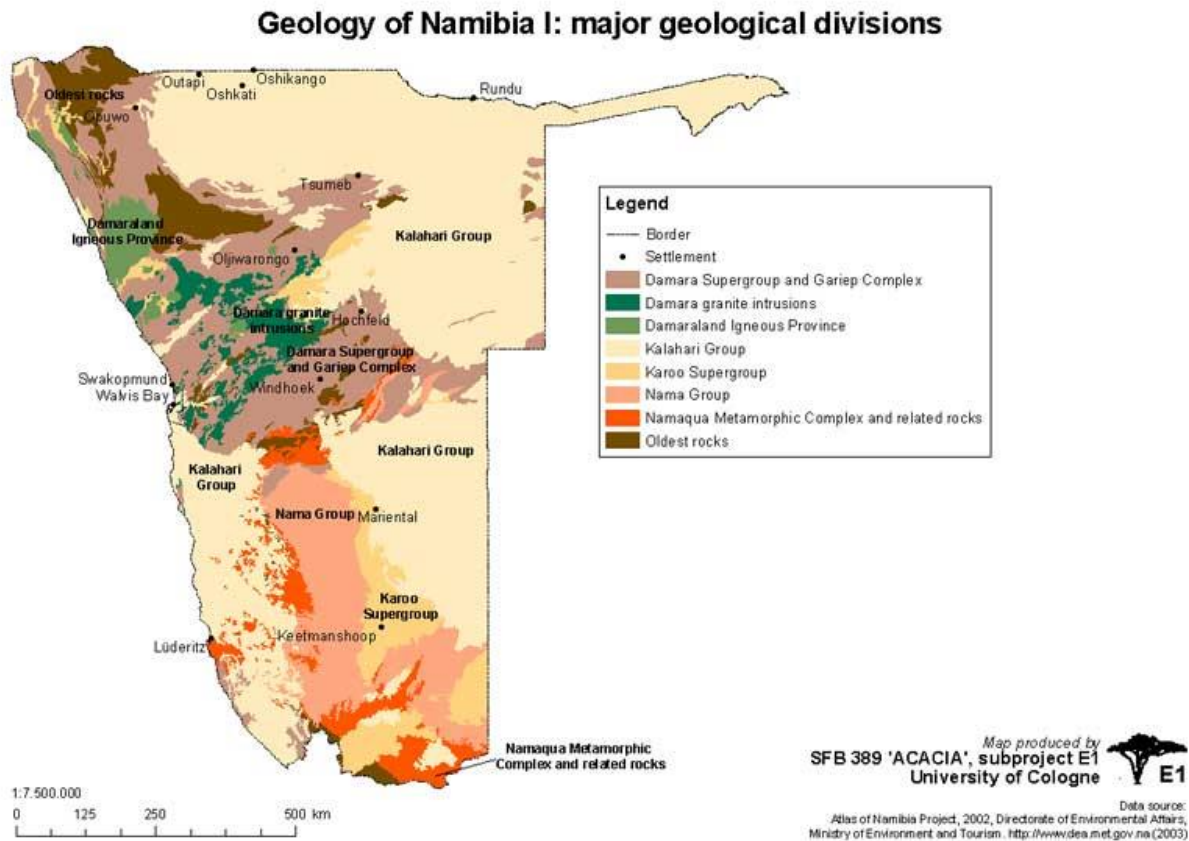 Geology of Namibia I: major geological divisions
Outapi
Oshikango
Oshkati
Rundu
Oldest rocks
Opuwo
Tsumeb
Damaraland
Igneous Province
Kalahari Group
Oljiwarongo
Damara granite
intrusions
Hochfeld
Damara Supergroup
and Gariep Complex
Windhoek
Swakopmund
Walvis Bay
Kalahari
Group
Kalahari Group
Nama Group
Mariental
Karoo
Supergroup
Keetmanshoop
Lüderitz
Namaqua Metamorphic
Complex and related rocks
Legend
Border
Settlement
Damara Supergroup and Gariep Complex
Damara granite intrusions
Damaraland Igneous Province
Kalahari Group
Karoo Supergroup
Nama Group
Namaqua Metamorphic Complex and related rocks
Oldest rocks
1:7.500.000
0 125 250 500 km
Map produced by
SFB 389 'ACACIA', subproject E1
University of Cologne
E1
Data source:
Atlas of Namibia Project, 2002, Directorate of Environmental Affairs,
Ministry of Environment and Tourism. http://www.dea.met.gov.na (2003)